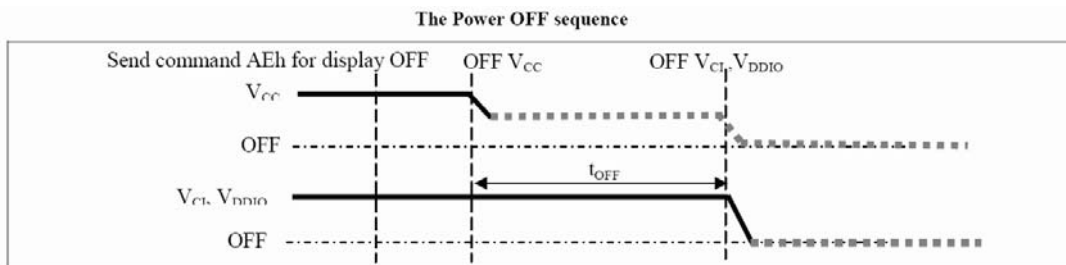 The Power OFF sequence
Send command AEh for display OFF OFF VCC OFF VCI, VDDIO
VCC
OFF
tOFF
VCI, VDDIO
OFF